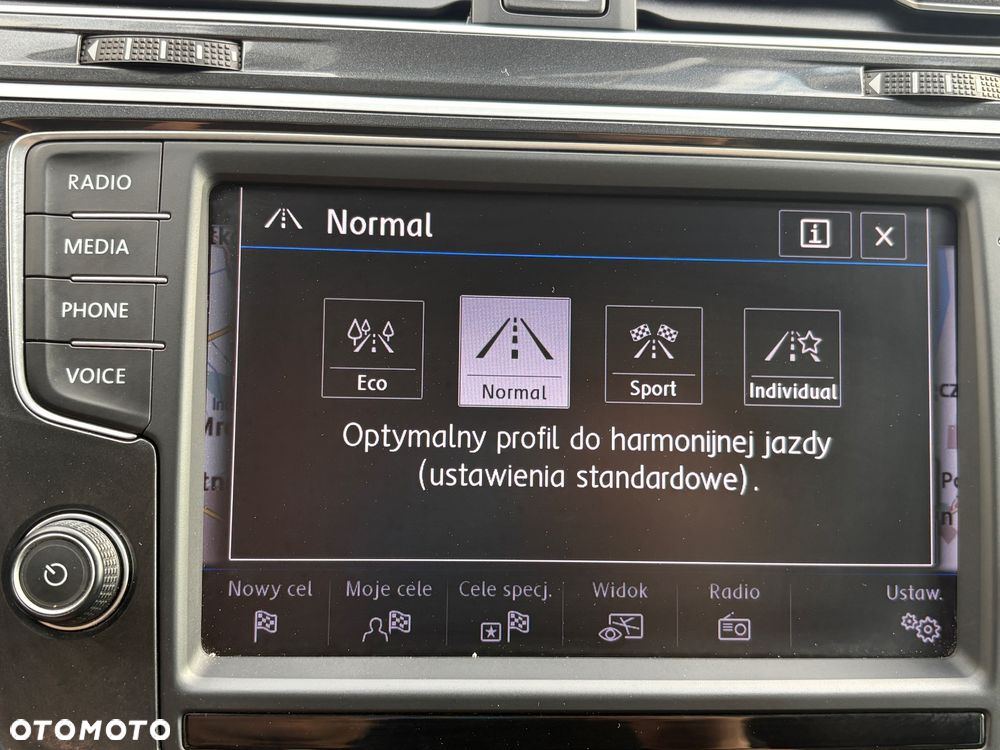 RADIO
MEDIA
PHONE
VOICE
Normal
i
X
Eco
Normal
Sport
Individual
Optymalny profil do harmonijnej jazdy
(ustawienia standardowe).
Nowy cel
Moje cele
Cele specj.
Widok
Radio
Ustaw.
OTOMOTO